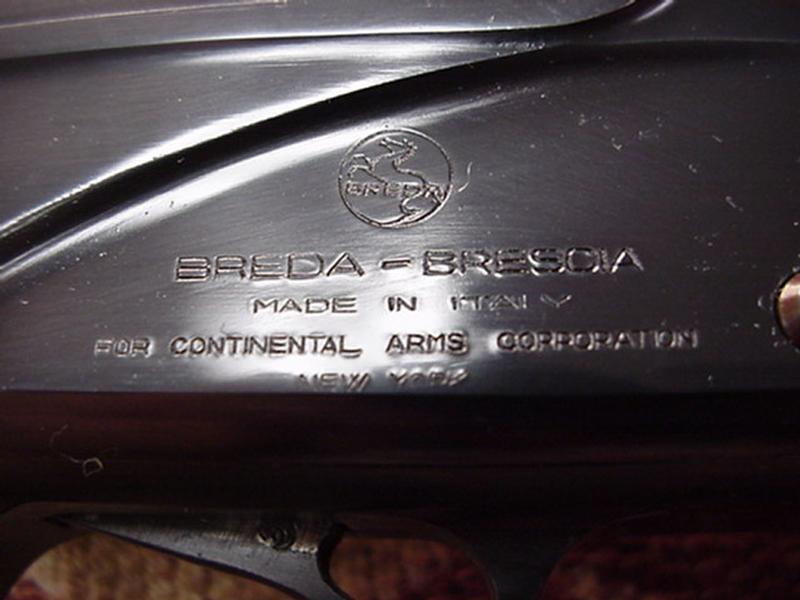 BREDA
BREDA - BRESCIA
MADE IN ITALY
FOR CONTINENTAL ARMS CORPORATION
NEW YORK